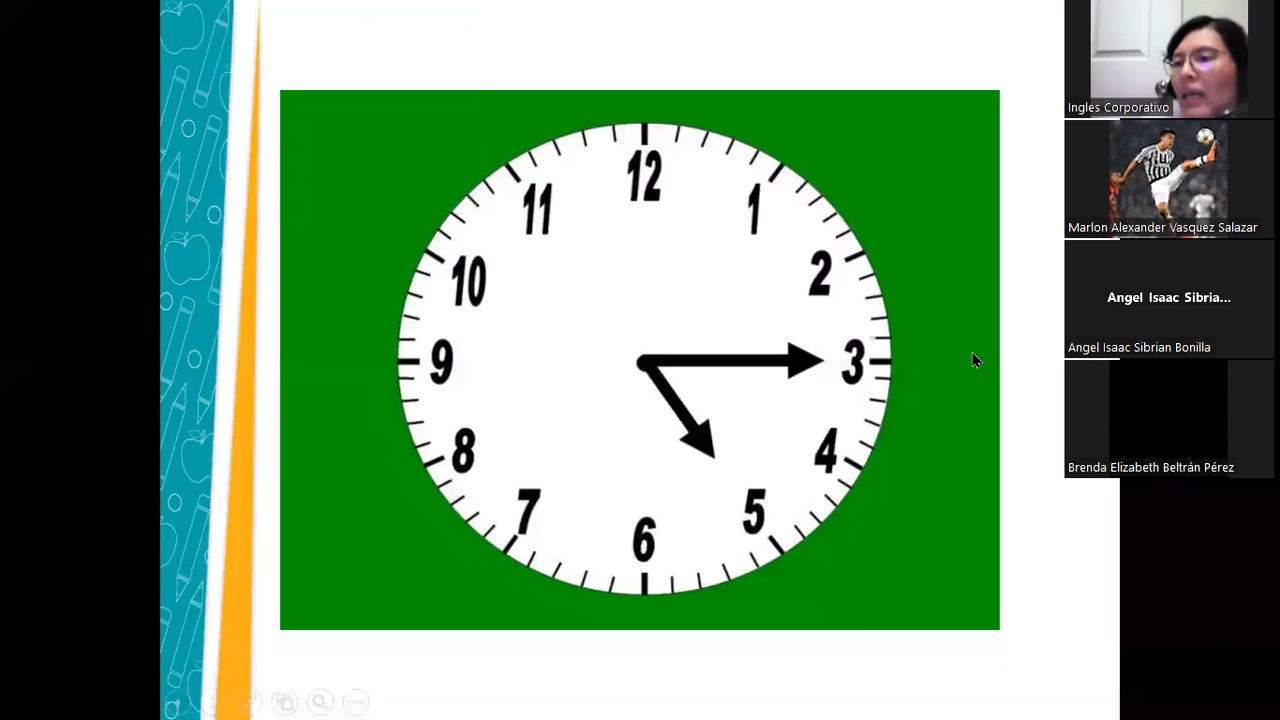 12
11
1
10
2
9
3
8
4
7
5
6
Ingles Corporativo
Marlon Alexander Vasquez Salazar
Angel Isaac Sibria...
Angel Isaac Sibrian Bonilla
Brenda Elizabeth Beltrán Pérez